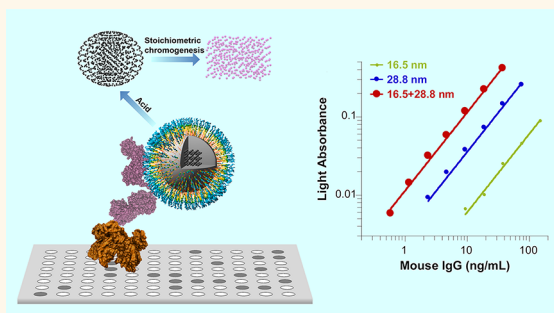 Stoichiometric
chromogenesis
Acid
16.5 nm
28.8 nm
16.5+28.8 nm
Light Absorbance
0.1
0.01
1
10
100
Mouse IgG (ng/mL)